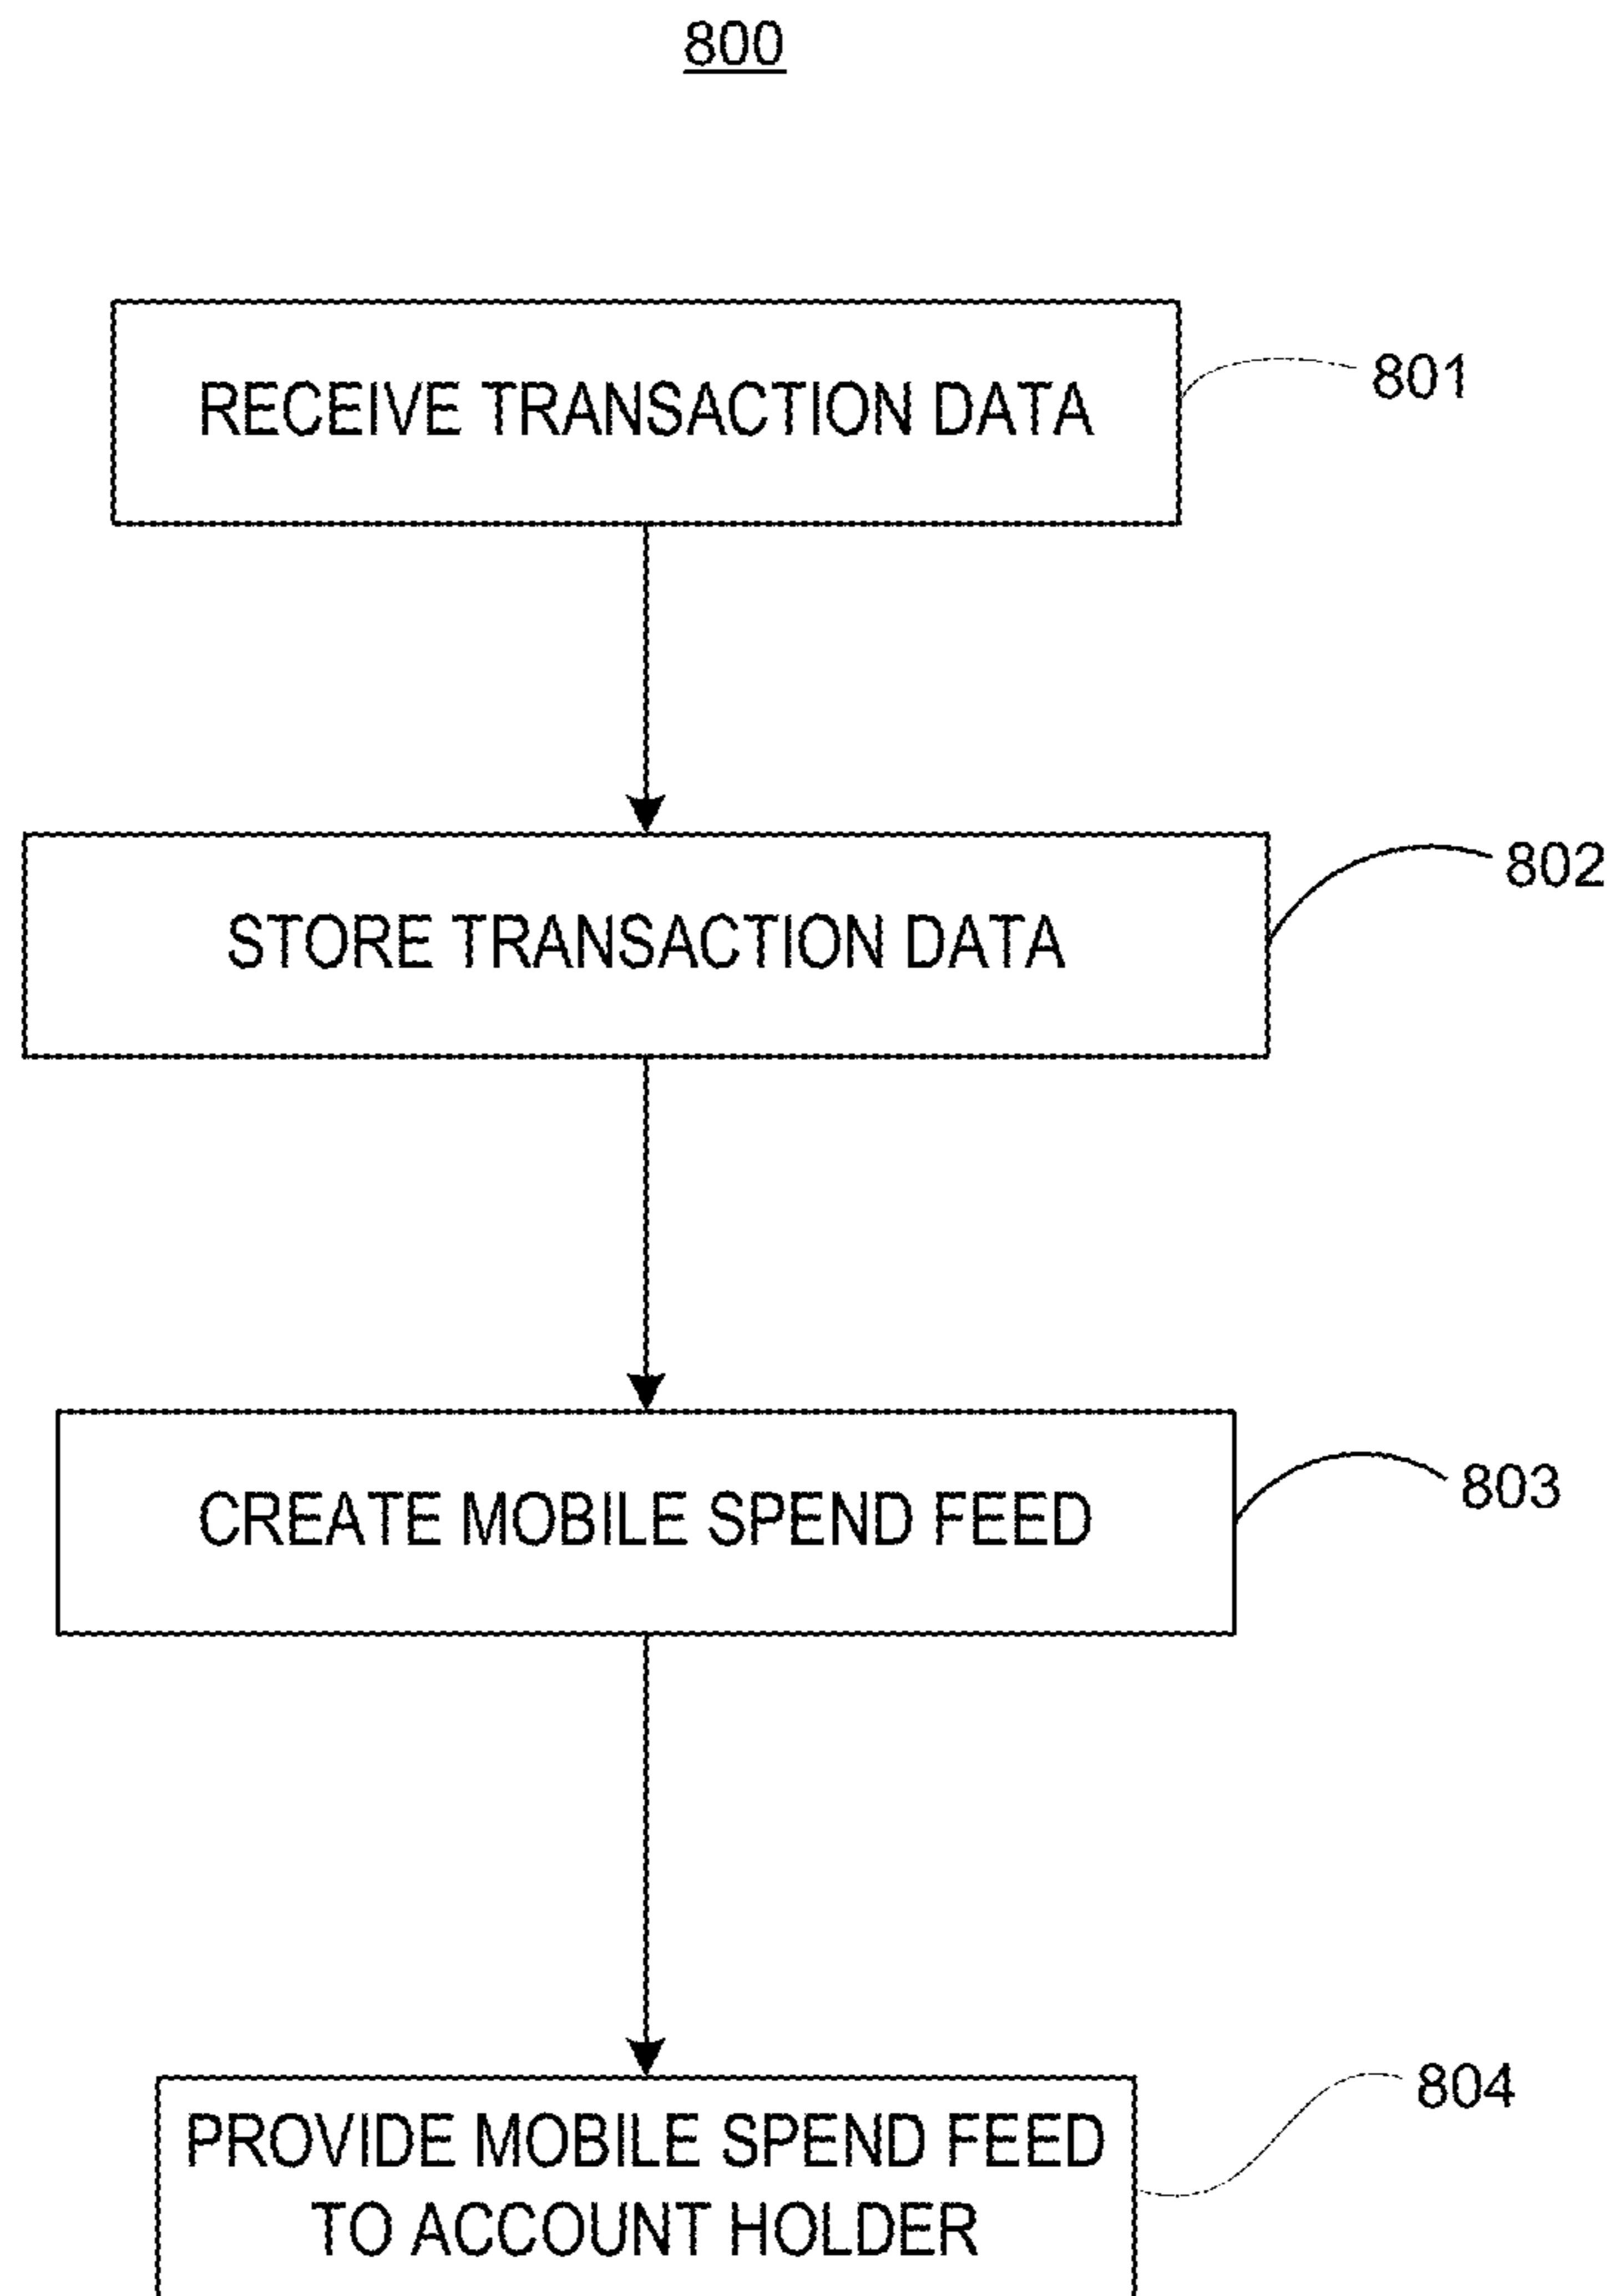 800
RECEIVE TRANSACTION DATA
801
STORE TRANSACTION DATA
802
CREATE MOBILE SPEND FEED
803
PROVIDE MOBILE SPEND FEED
TO ACCOUNT HOLDER
804